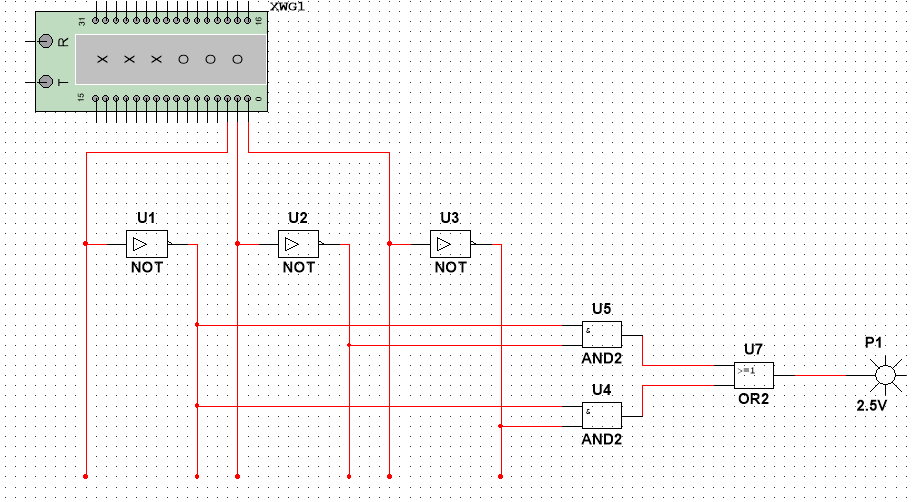 XWG1
31 16
R
X X X O O O
T
15 0
U1 U2 U3
NOT NOT NOT
U5
&
AND2
U7 P1
>=1
U4
OR2
2.5V
&
AND2